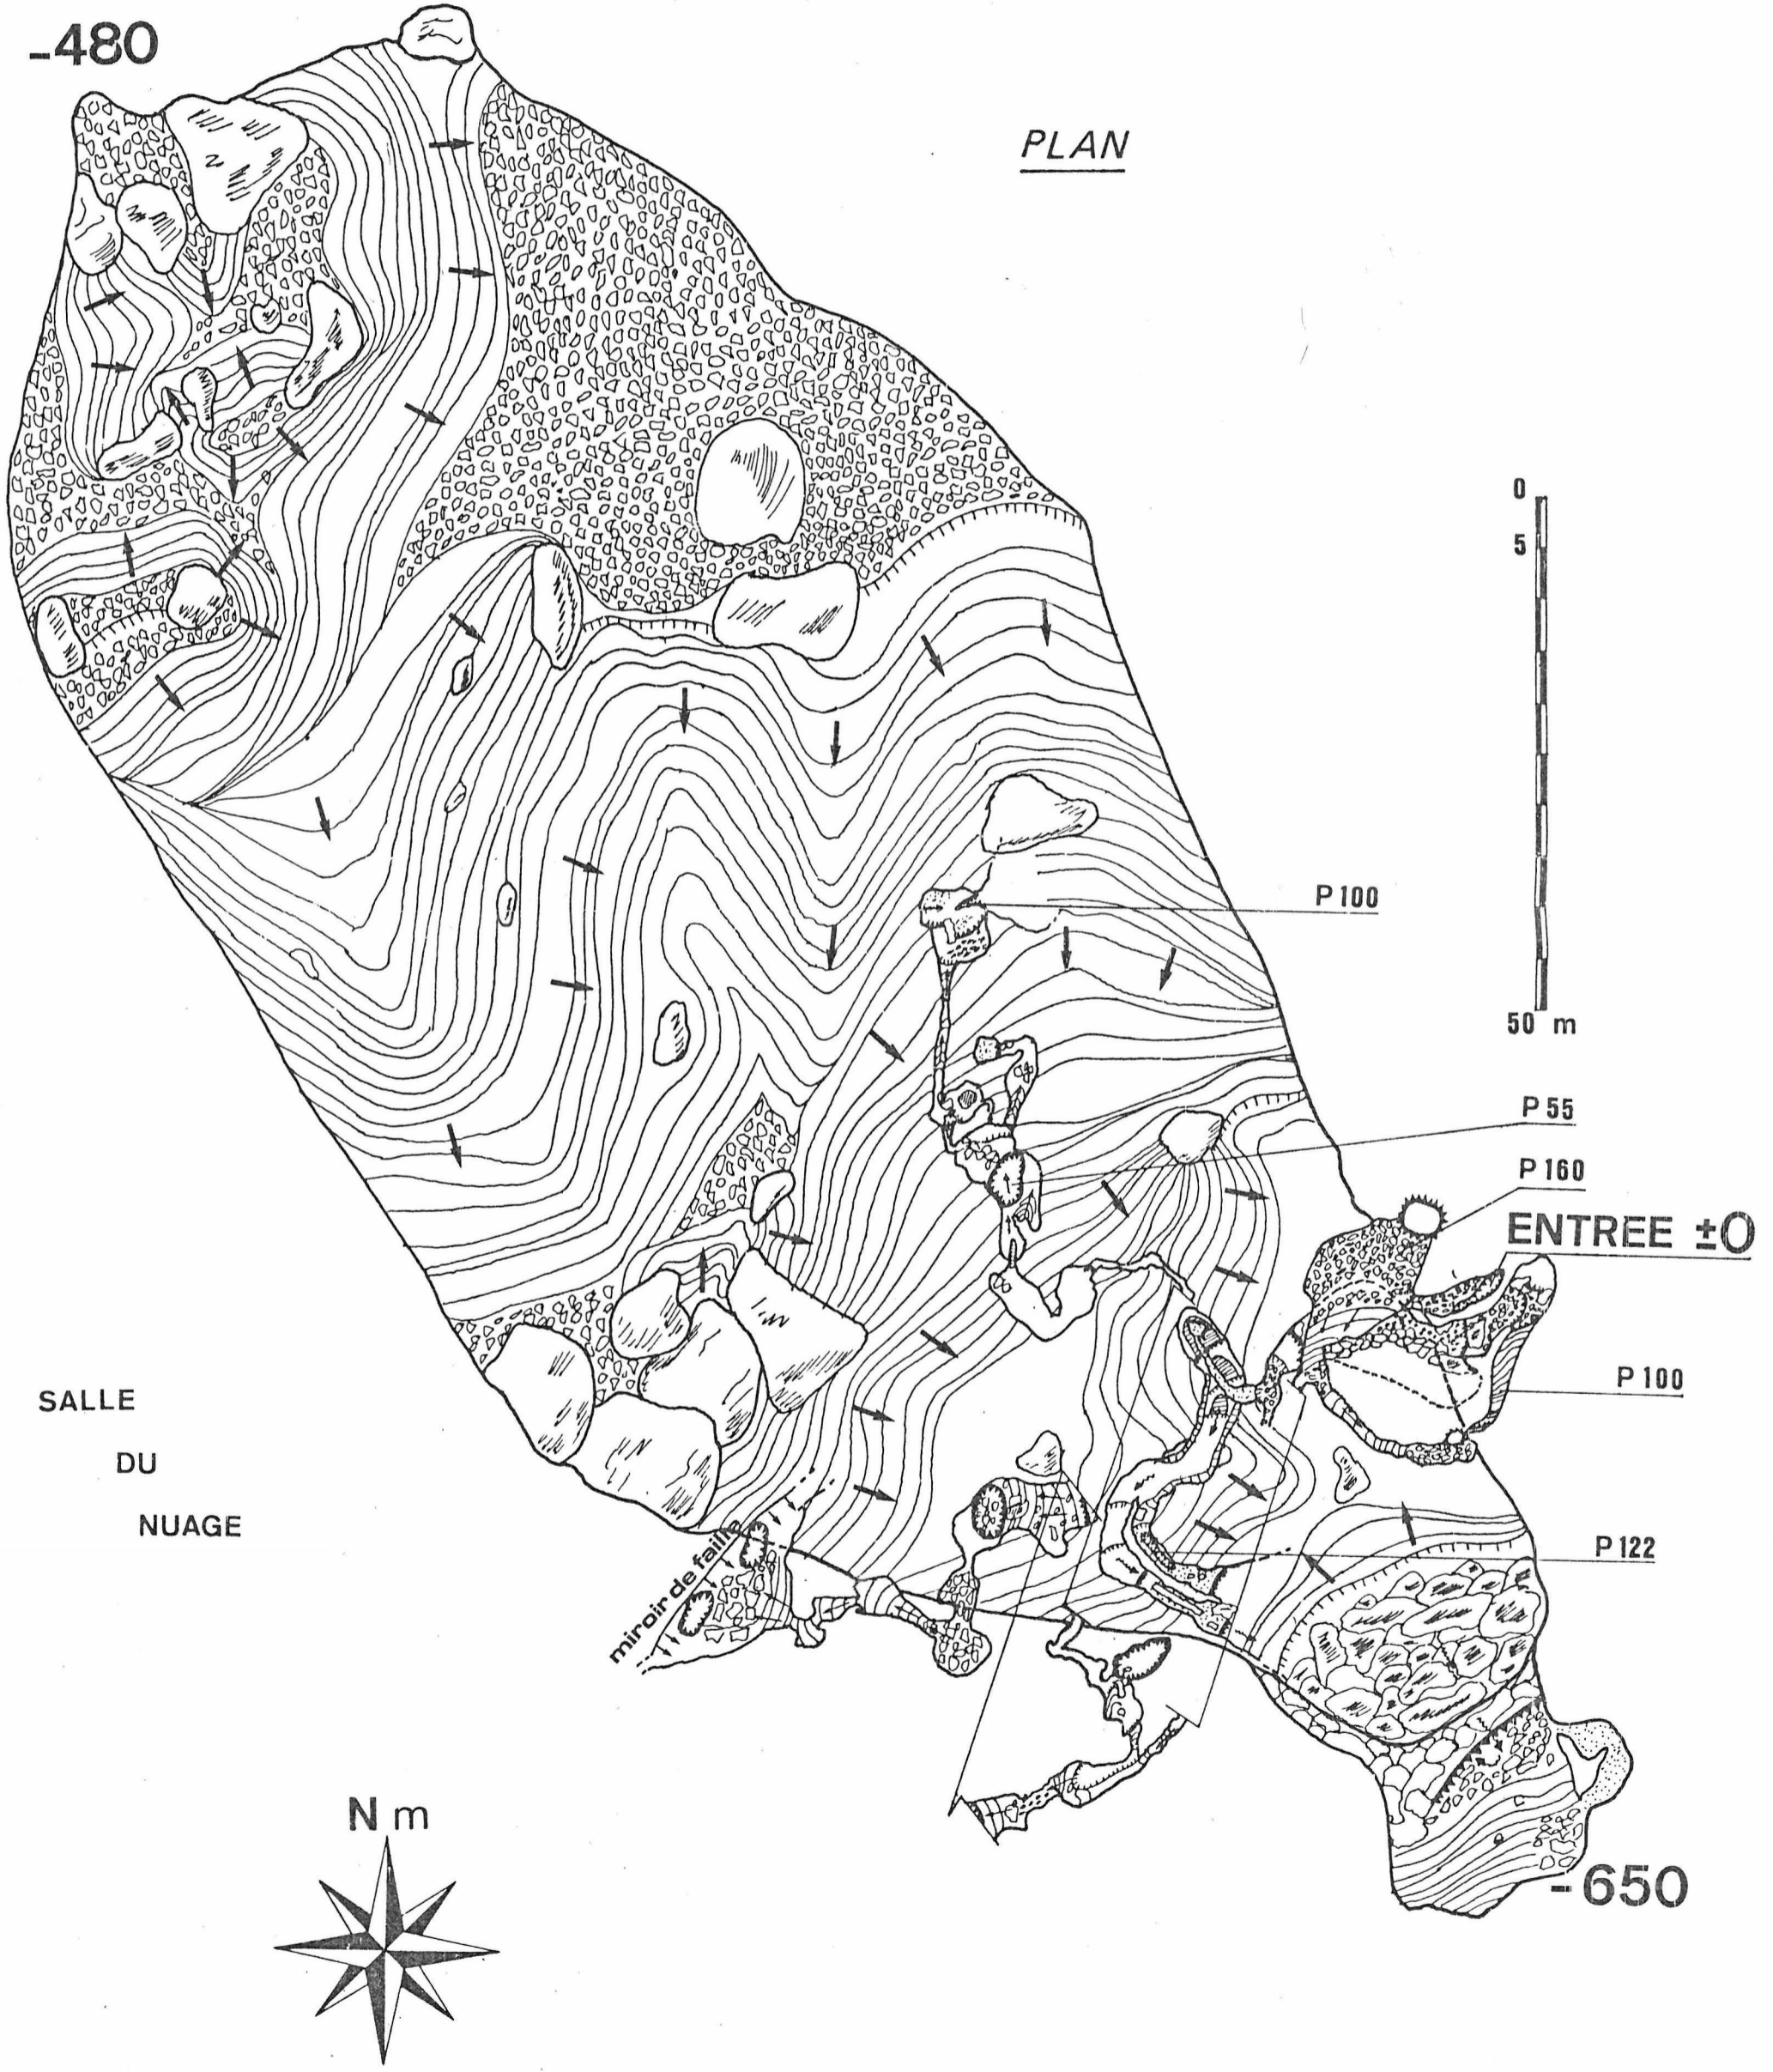 -480
PLAN
0
5
50 m
P 100
P 55
P 160
ENTREE ±0
P 100
SALLE
DU
NUAGE
P 122
miroir de faille
N m
-650